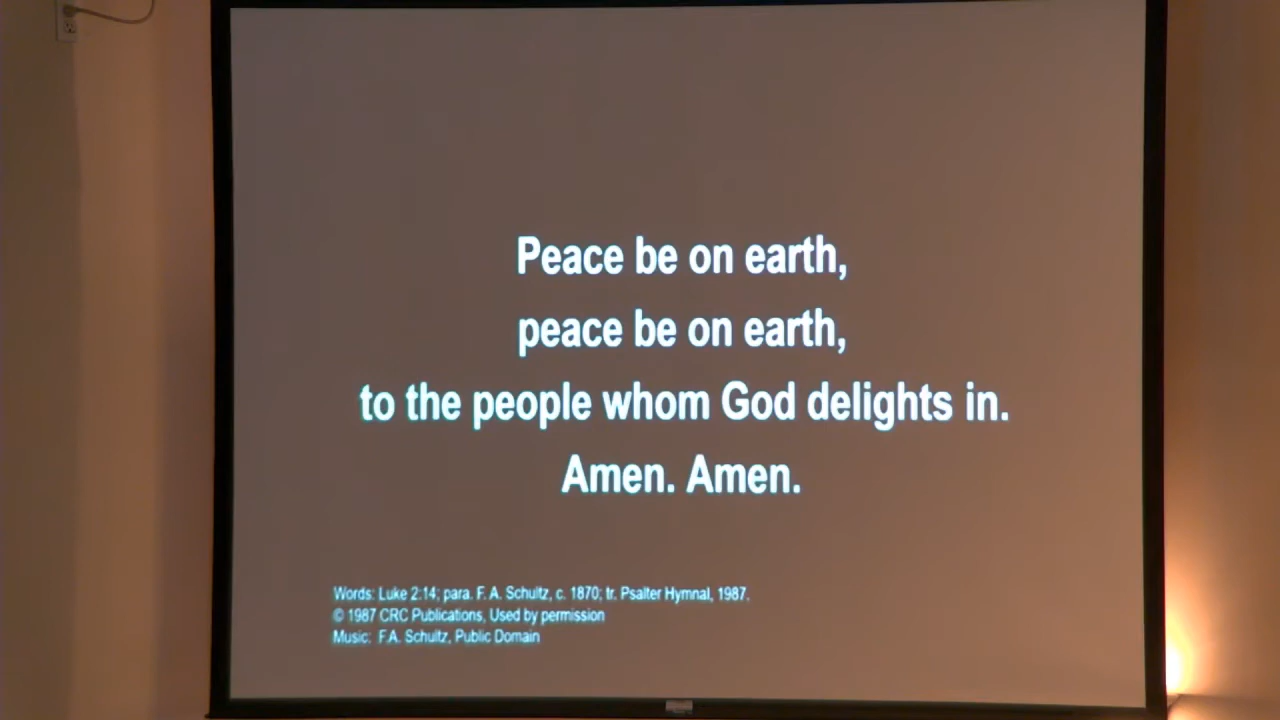 Peace be on earth,
peace be on earth,
to the people whom God delights in.
Amen. Amen.
Words: Luke 2:14; para. F. A. Schultz, c. 1870; tr. Psalter Hymnal, 1987.
© 1987 CRC Publications, Used by permission
Music: F.A. Schultz, Public Domain